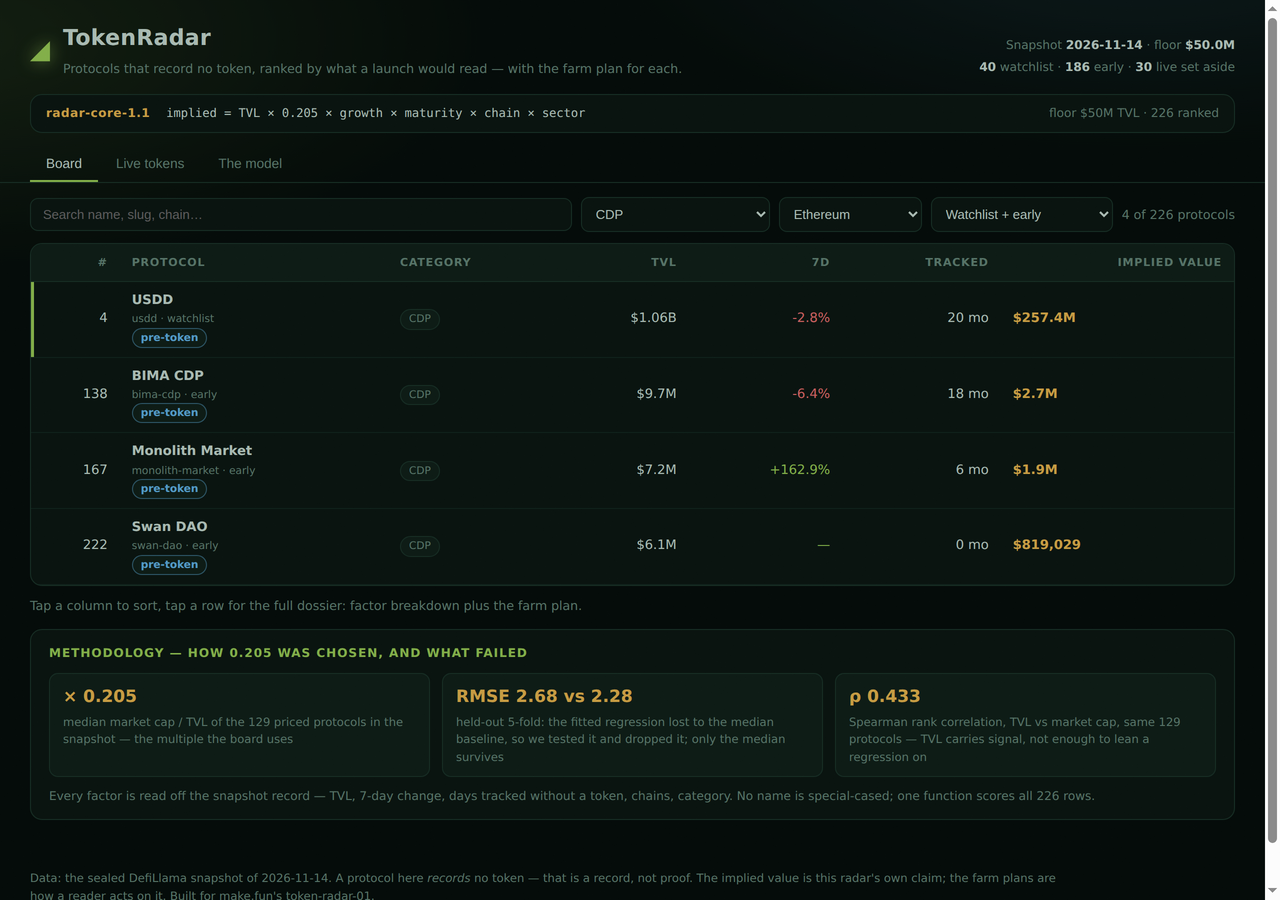 TokenRadar
Protocols that record no token, ranked by what a launch would read — with the farm plan for each.
Snapshot 2026-11-14 · floor $50.0M
40 watchlist · 186 early · 30 live set aside
radar-core-1.1 implied = TVL × 0.205 × growth × maturity × chain × sector floor $50M TVL · 226 ranked
Board Live tokens The model
Search name, slug, chain… CDP Ethereum Watchlist + early 4 of 226 protocols
# PROTOCOL CATEGORY TVL 7D TRACKED IMPLIED VALUE
USDD
4 usdd · watchlist CDP $1.06B -2.8% 20 mo $257.4M
pre-token
BIMA CDP
138 bima-cdp · early CDP $9.7M -6.4% 18 mo $2.7M
pre-token
Monolith Market
167 monolith-market · early CDP $7.2M +162.9% 6 mo $1.9M
pre-token
Swan DAO
222 swan-dao · early CDP $6.1M — 0 mo $819,029
pre-token
Tap a column to sort, tap a row for the full dossier: factor breakdown plus the farm plan.
METHODOLOGY — HOW 0.205 WAS CHOSEN, AND WHAT FAILED
× 0.205
median market cap / TVL of the 129 priced protocols in the
snapshot — the multiple the board uses
RMSE 2.68 vs 2.28
held-out 5-fold: the fitted regression lost to the median
baseline, so we tested it and dropped it; only the median
survives
ρ 0.433
Spearman rank correlation, TVL vs market cap, same 129
protocols — TVL carries signal, not enough to lean a
regression on
Every factor is read off the snapshot record — TVL, 7-day change, days tracked without a token, chains, category. No name is special-cased; one function scores all 226 rows.
Data: the sealed DefiLlama snapshot of 2026-11-14. A protocol here records no token — that is a record, not proof. The implied value is this radar's own claim; the farm plans are
how a reader acts on it. Built for make.fun's token-radar-01.